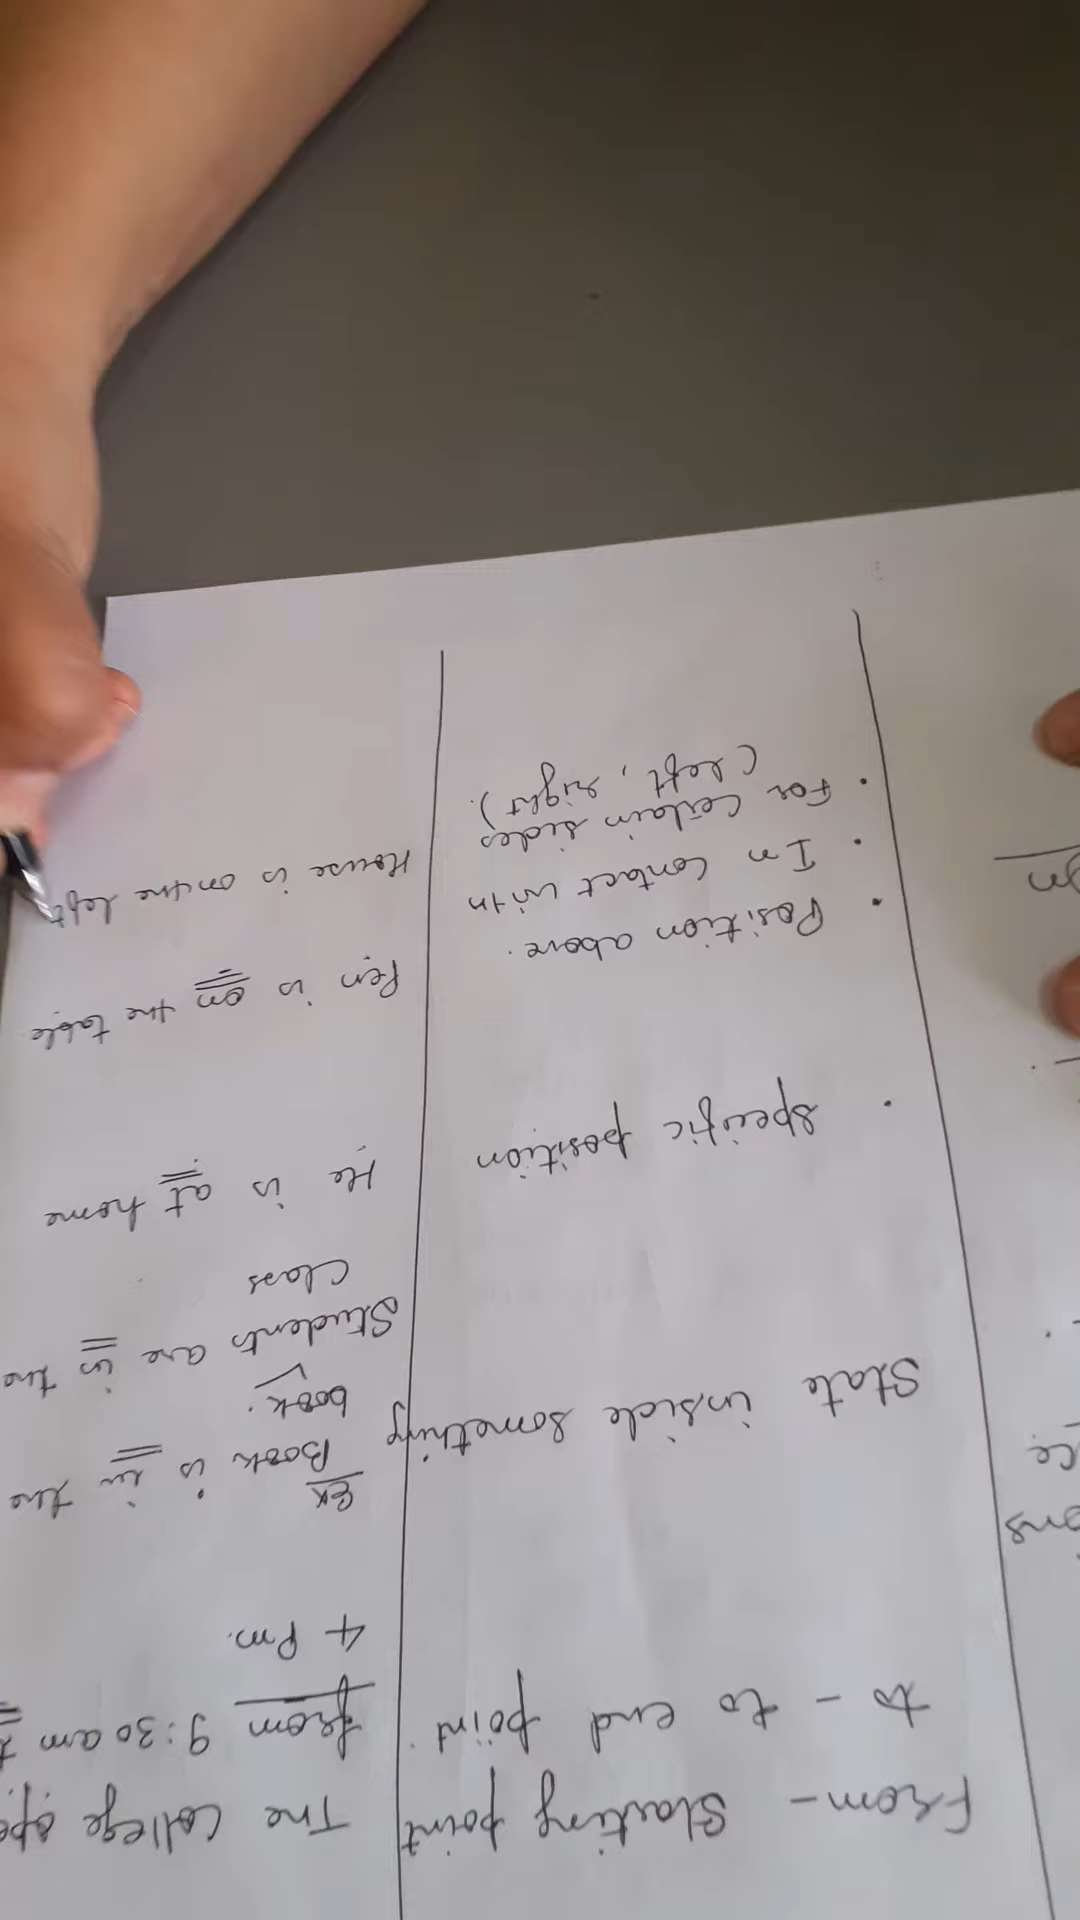 From - Starting point
to - to end point.
The College ope
from 9:30 am t
4 Pm.
State inside something
Ex Book is in the
book.
Students are in the
Class
• Specific position
He is at home
• Position above.
• In contact with
• For certain sides
(left, right).
Pen is on the table
House is on the left